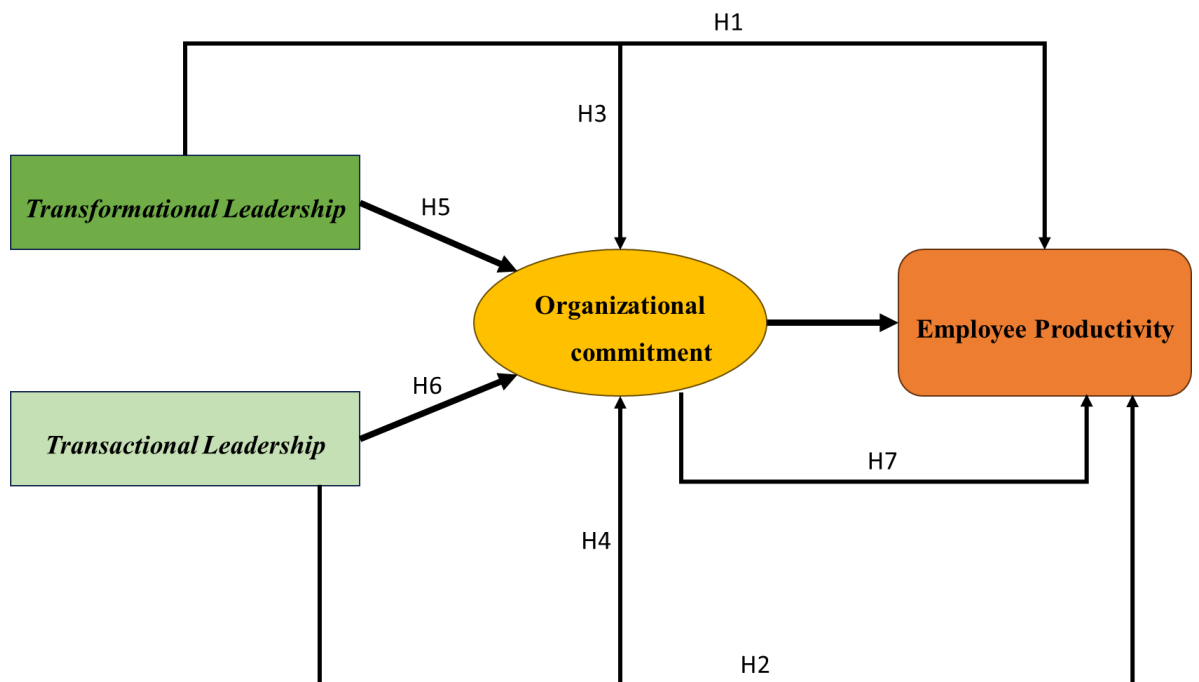 H1
H3
Transformational Leadership
H5
Organizational
commitment
Employee Productivity
H6
Transactional Leadership
H7
H4
H2